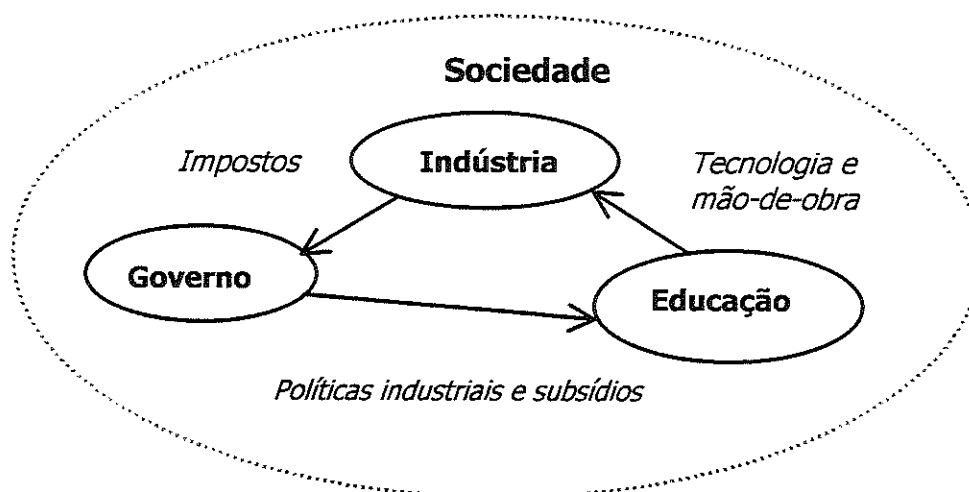 Sociedade
Impostos
Indústria
Tecnologia e
mão-de-obra
Governo
Educação
Políticas industriais e subsídios